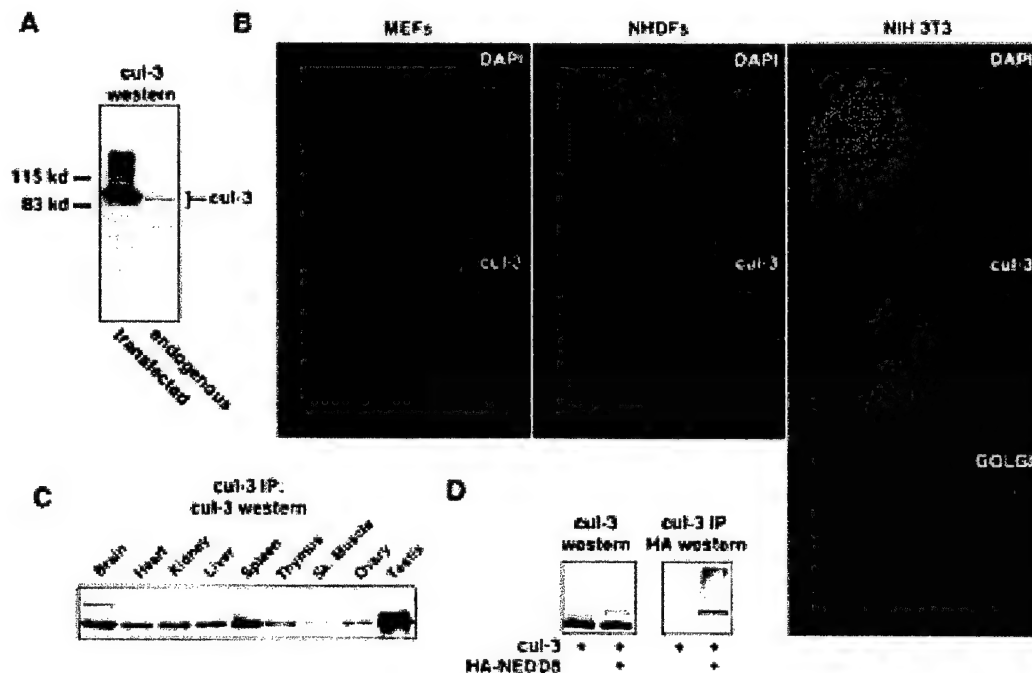 A
cul-3
western
115 kd
83 kd
cul-3
transfected
endogenous
B
MEFs
DAPI
cul-3
NHDFs
DAPI
cul-3
NIH 3T3
DAPI
cul-3
GOLGI
C
cul-3 IP:
cul-3 western
Brain
Heart
Kidney
Liver
Spleen
Thymus
Sk. Muscle
Ovary
Testis
D
cul-3
western
cul-3 IP
HA western
cul-3 + + + +
HA-NEDD8 + +